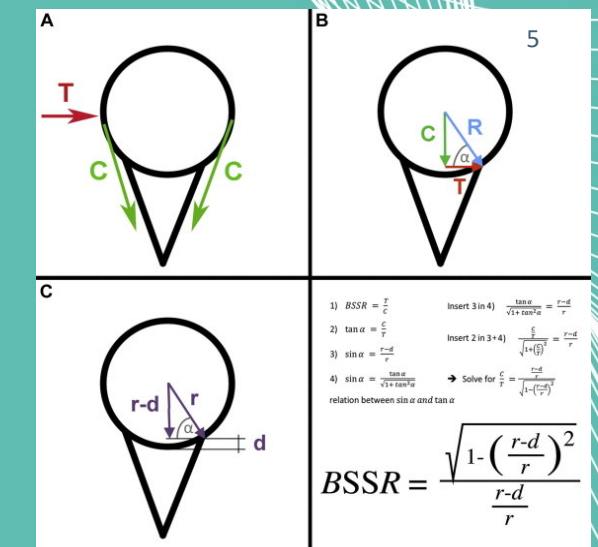 A
T
C
C
B
5
C
R
α
T
C
r-d
r
α
d
1) BSSR = T/C
2) tan α = C/T
3) sin α = r−d/r
4) sin α = tan α/√1+tan²α
relation between sin α and tan α
Insert 3 in 4) tan α/√1+tan²α = r−d/r
Insert 2 in 3+4) C/T/√1+(C/T)² = r−d/r
→ Solve for C/T = r−d/r/√1−(r−d/r)²
BSSR = √1-(r-d/r)²/r-d/r